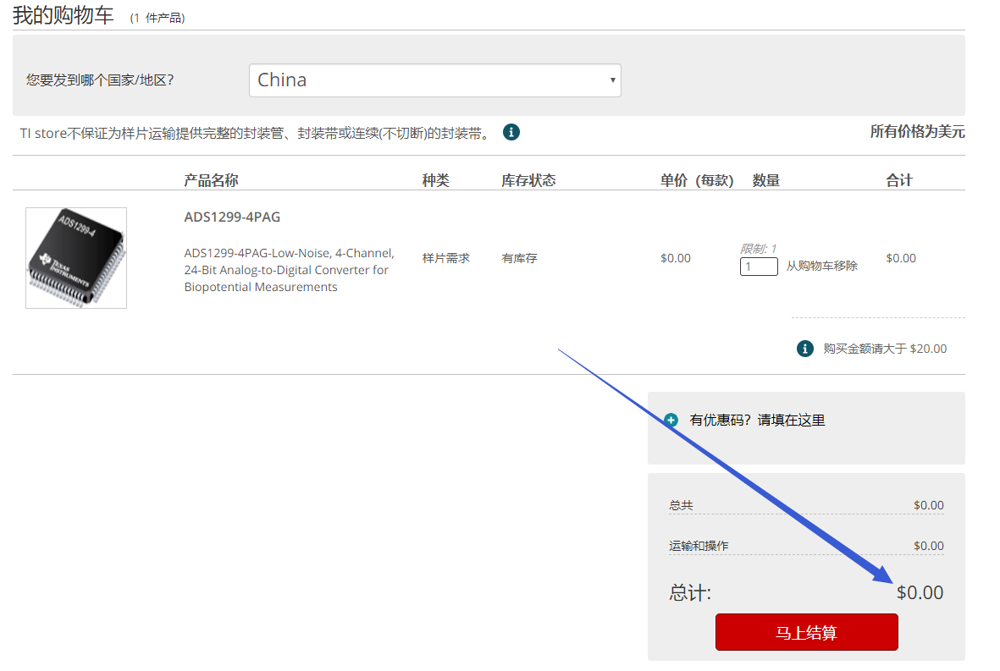 我的购物车 (1 件产品)
您要发到哪个国家/地区?
China
TI store不保证为样片运输提供完整的封装管、封装带或连续(不切断)的封装带。
所有价格为美元
产品名称 种类 库存状态 单价（每款） 数量 合计
ADS1299-4
TEXAS
INSTRUMENTS
ADS1299-4PAG
ADS1299-4PAG-Low-Noise, 4-Channel,
24-Bit Analog-to-Digital Converter for
Biopotential Measurements
样片需求
有库存
$0.00
限制: 1
1
从购物车移除
$0.00
购买金额请大于 $20.00
有优惠码？请填在这里
总共 $0.00
运输和操作 $0.00
总计: $0.00
马上结算